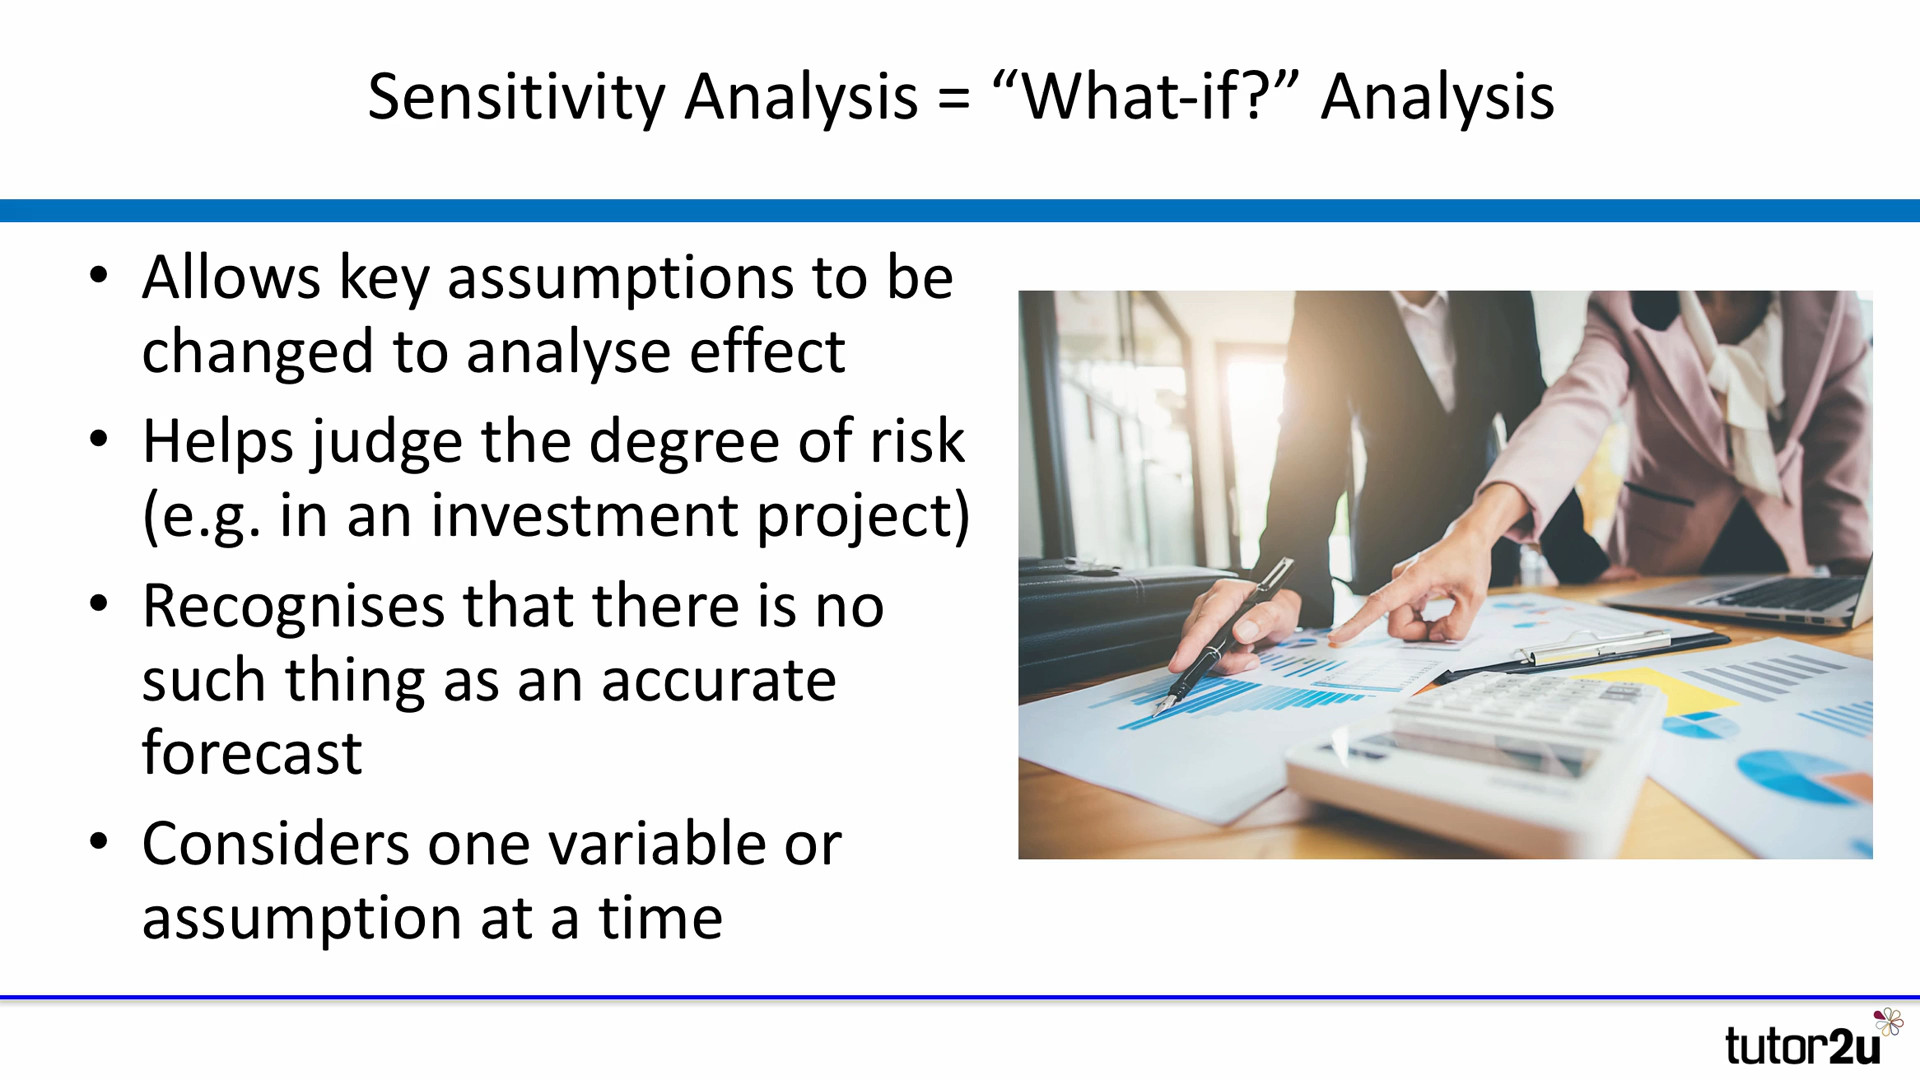 Sensitivity Analysis = “What-if?” Analysis
• Allows key assumptions to be
changed to analyse effect
• Helps judge the degree of risk
(e.g. in an investment project)
• Recognises that there is no
such thing as an accurate
forecast
• Considers one variable or
assumption at a time
tutor2u